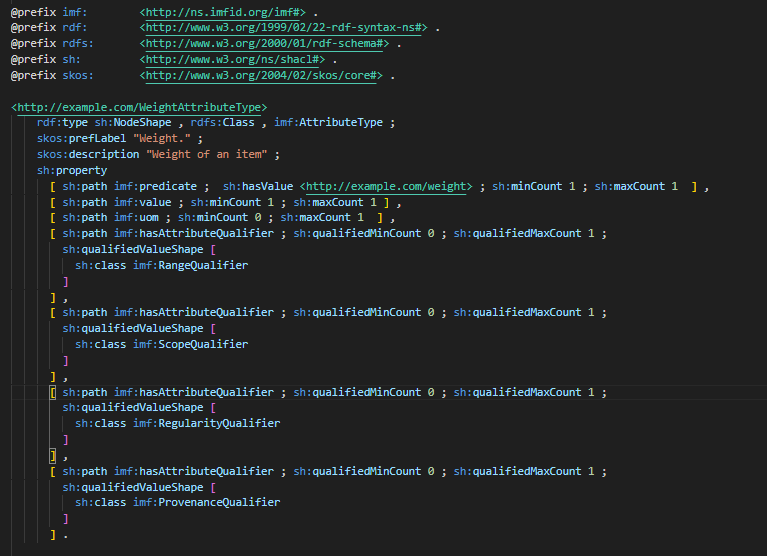 @prefix imf: <http://ns.imfid.org/imf#> .
@prefix rdf: <http://www.w3.org/1999/02/22-rdf-syntax-ns#> .
@prefix rdfs: <http://www.w3.org/2000/01/rdf-schema#> .
@prefix sh: <http://www.w3.org/ns/shacl#> .
@prefix skos: <http://www.w3.org/2004/02/skos/core#> .
<http://example.com/WeightAttributeType>
rdf:type sh:NodeShape , rdfs:Class , imf:AttributeType ;
skos:prefLabel "Weight." ;
skos:description "Weight of an item" ;
sh:property
[ sh:path imf:predicate ; sh:hasValue <http://example.com/weight> ; sh:minCount 1 ; sh:maxCount 1 ] ,
[ sh:path imf:value ; sh:minCount 1 ; sh:maxCount 1 ] ,
[ sh:path imf:uom ; sh:minCount 0 ; sh:maxCount 1 ] ,
[ sh:path imf:hasAttributeQualifier ; sh:qualifiedMinCount 0 ; sh:qualifiedMaxCount 1 ;
sh:qualifiedValueShape [
sh:class imf:RangeQualifier
]
] ,
[ sh:path imf:hasAttributeQualifier ; sh:qualifiedMinCount 0 ; sh:qualifiedMaxCount 1 ;
sh:qualifiedValueShape [
sh:class imf:ScopeQualifier
]
] ,
[ sh:path imf:hasAttributeQualifier ; sh:qualifiedMinCount 0 ; sh:qualifiedMaxCount 1 ;
sh:qualifiedValueShape [
sh:class imf:RegularityQualifier
]
] ,
[ sh:path imf:hasAttributeQualifier ; sh:qualifiedMinCount 0 ; sh:qualifiedMaxCount 1 ;
sh:qualifiedValueShape [
sh:class imf:ProvenanceQualifier
]
] .